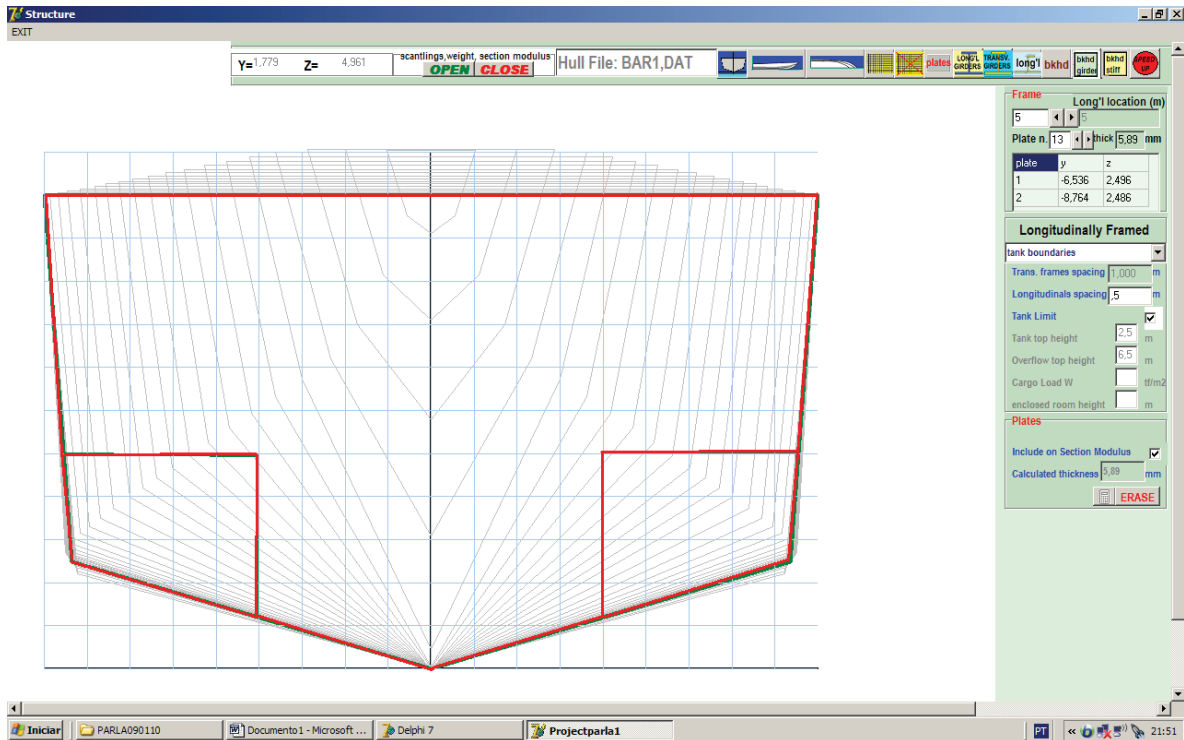 Structure
EXIT
Y=1,779 Z= 4,961
scantlings,weight, section modulus
OPEN CLOSE
Hull File: BAR1,DAT
plates
LONG'L GIRDERS
TRANSV. GIRDERS
long'l
bkhd
bkhd girder
bkhd stiff
SPEED UP
Frame
Long'l location (m)
5 5
Plate n. 13 thick 5,89 mm
plate y z
1 -6,536 2,496
2 -8,764 2,486
Longitudinally Framed
tank boundaries
Trans. frames spacing 1,000 m
Longitudinals spacing ,5 m
Tank Limit
Tank top height 2,5 m
Overflow top height 6,5 m
Cargo Load W tf/m2
enclosed room height m
Plates
Include on Section Modulus
Calculated thickness 5,89 mm
ERASE
Iniciar
PARLA090110
Documento1 - Microsoft ...
Delphi 7
Projectparla1
PT
«
21:51